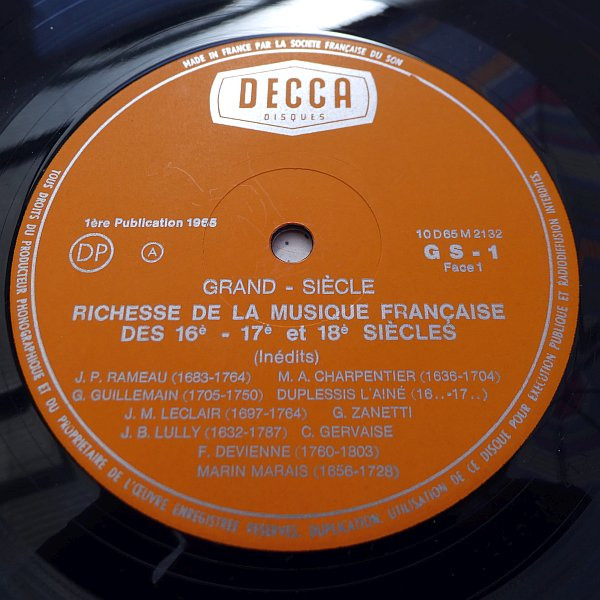 MADE IN FRANCE PAR LA SOCIETE FRANÇAISE DU SON
DECCA
DISQUES
1ère Publication 1965
10 D 65 M 2132
DP
A
G S - 1
Face 1
GRAND - SIÈCLE
RICHESSE DE LA MUSIQUE FRANÇAISE
DES 16è - 17è et 18è SIÈCLES
(Inédits)
J. P. RAMEAU (1683-1764) M. A. CHARPENTIER (1636-1704)
G. GUILLEMAIN (1705-1750) DUPLESSIS L'AINÉ (16..-17..)
J. M. LECLAIR (1697-1764) G. ZANETTI
J. B. LULLY (1632-1787) C. GERVAISE
F. DEVIENNE (1760-1803)
MARIN MARAIS (1656-1728)
TOUS DROITS DU PRODUCTEUR PHONOGRAPHIQUE ET DU PROPRIETAIRE DE L'ŒUVRE ENREGISTREE RESERVES. DUPLICATION, UTILISATION DE CE DISQUE POUR EXECUTION PUBLIQUE ET RADIODIFFUSION INTERDITES.